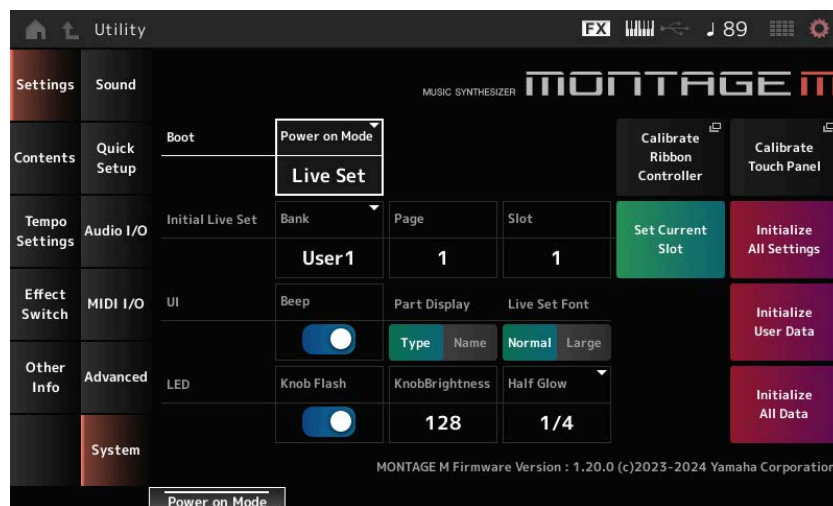 Utility
FX
♩ 89
Settings
Sound
MUSIC SYNTHESIZER MONTAGE M
Contents
Quick
Setup
Boot
Power on Mode
Live Set
Calibrate
Ribbon
Controller
Calibrate
Touch Panel
Tempo
Settings
Audio I/O
Initial Live Set
Bank
User1
Page
1
Slot
1
Set Current
Slot
Initialize
All Settings
Effect
Switch
MIDI I/O
UI
Beep
Part Display
Type Name
Live Set Font
Normal Large
Initialize
User Data
Other
Info
Advanced
LED
Knob Flash
KnobBrightness
128
Half Glow
1/4
Initialize
All Data
System
MONTAGE M Firmware Version : 1.20.0 (c)2023-2024 Yamaha Corporation
Power on Mode